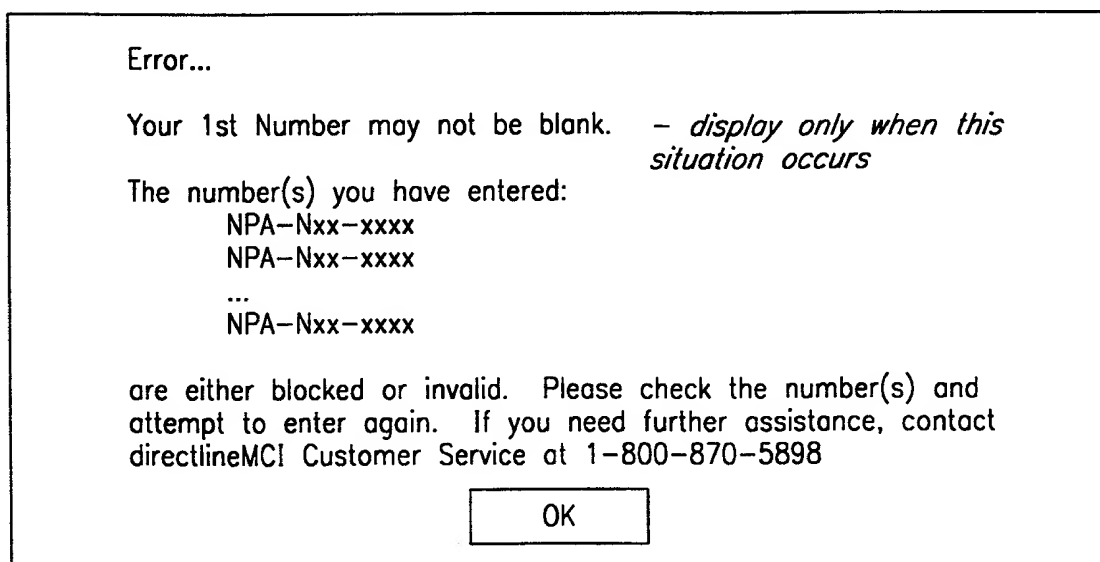 Error...
Your 1st Number may not be blank. – display only when this
situation occurs
The number(s) you have entered:
NPA–Nxx–xxxx
NPA–Nxx–xxxx
...
NPA–Nxx–xxxx
are either blocked or invalid. Please check the number(s) and
attempt to enter again. If you need further assistance, contact
directlineMCI Customer Service at 1–800–870–5898
OK